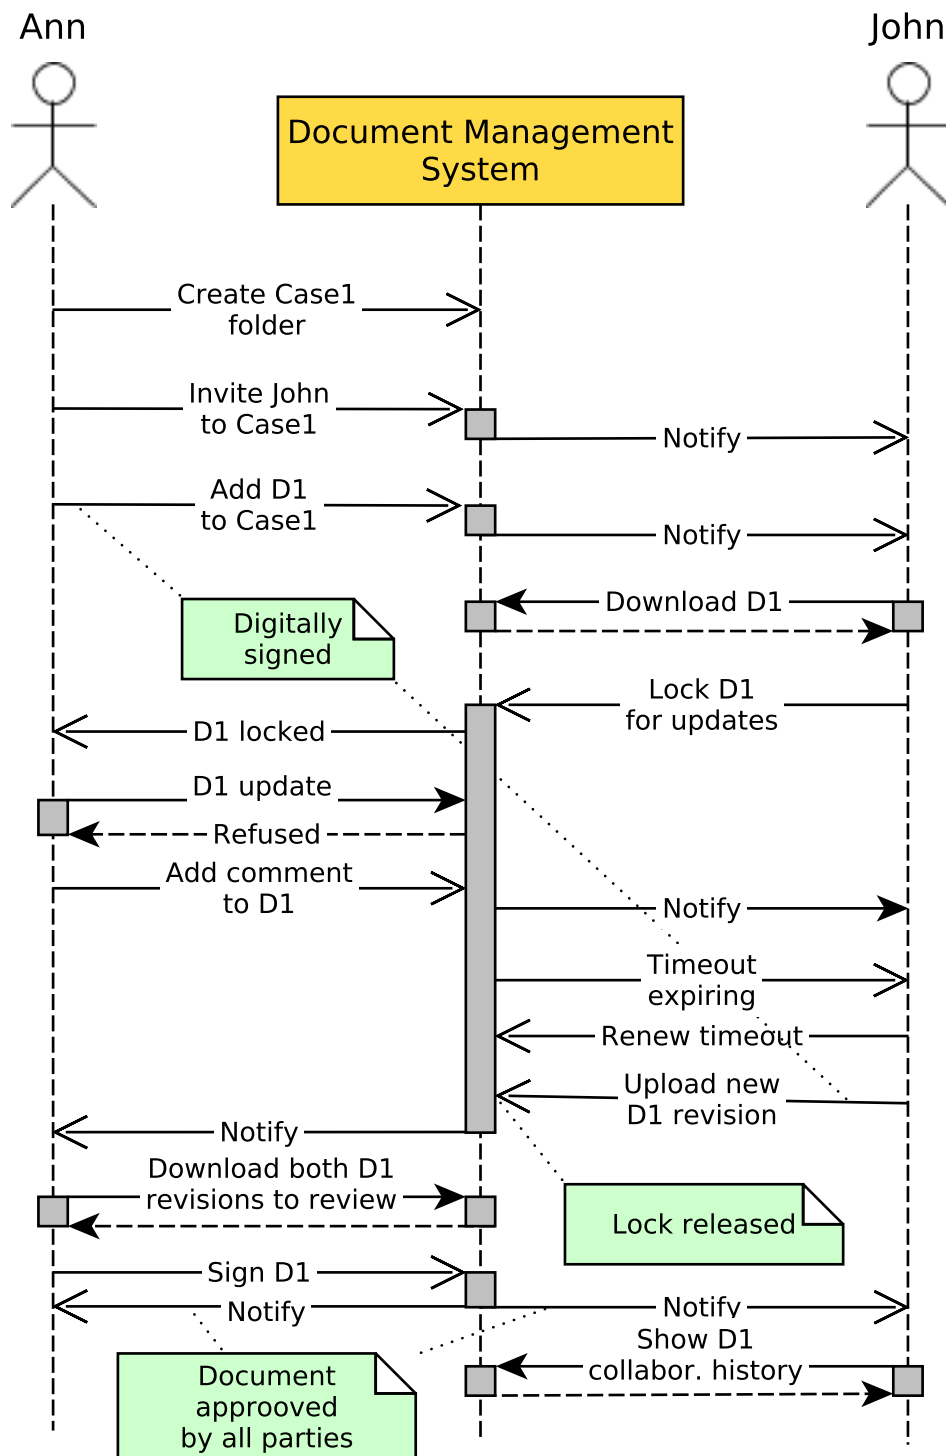 Ann
John
Document Management
System
Create Case1
folder
Invite John
to Case1
Notify
Add D1
to Case1
Notify
Download D1
Digitally
signed
Lock D1
for updates
D1 locked
D1 update
Refused
Add comment
to D1
Notify
Timeout
expiring
Renew timeout
Upload new
D1 revision
Notify
Download both D1
revisions to review
Lock released
Sign D1
Notify
Notify
Show D1
collabor. history
Document
approoved
by all parties